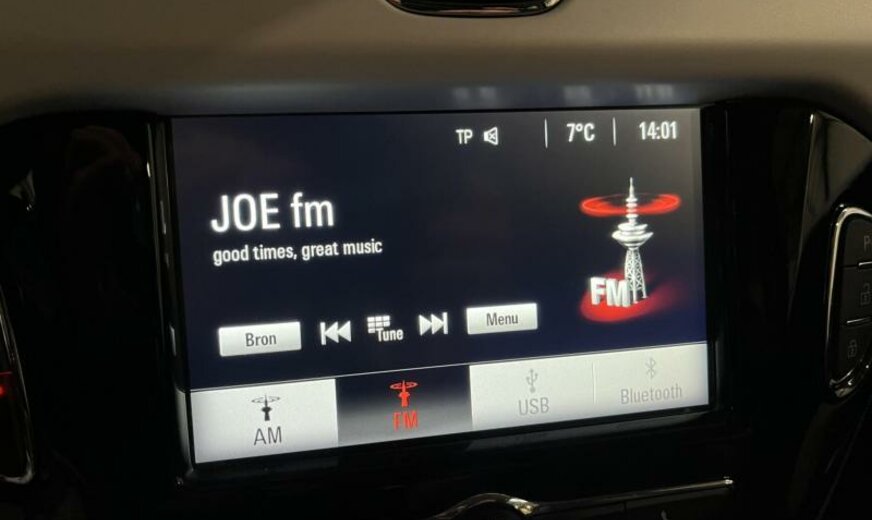 TP 7°C 14:01
JOE fm
good times, great music
FM
Bron Tune Menu
AM FM USB Bluetooth